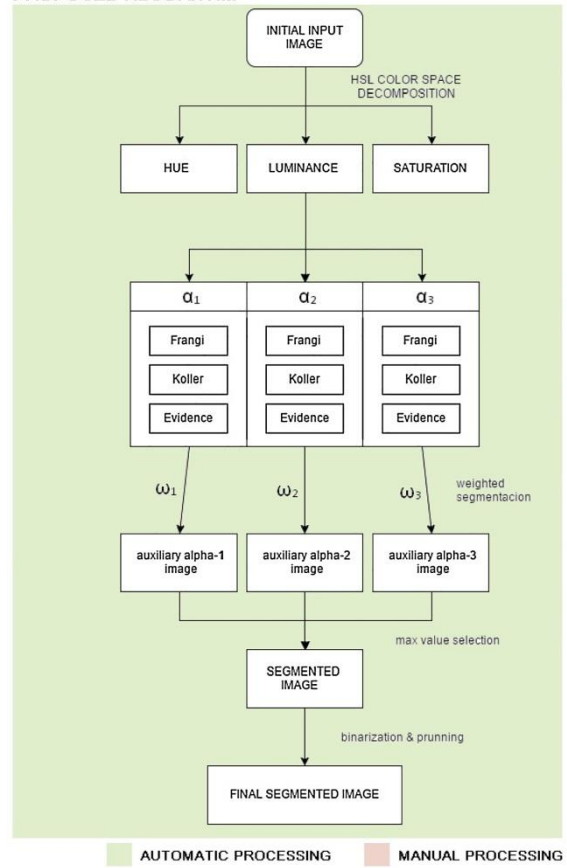 INITIAL INPUT
IMAGE
HSL COLOR SPACE
DECOMPOSITION
HUE
LUMINANCE
SATURATION
α1
α2
α3
Frangi
Frangi
Frangi
Koller
Koller
Koller
Evidence
Evidence
Evidence
ω1
ω2
ω3
weighted
segmentacion
auxiliary alpha-1
image
auxiliary alpha-2
image
auxiliary alpha-3
image
max value selection
SEGMENTED
IMAGE
binarization & prunning
FINAL SEGMENTED IMAGE
AUTOMATIC PROCESSING
MANUAL PROCESSING